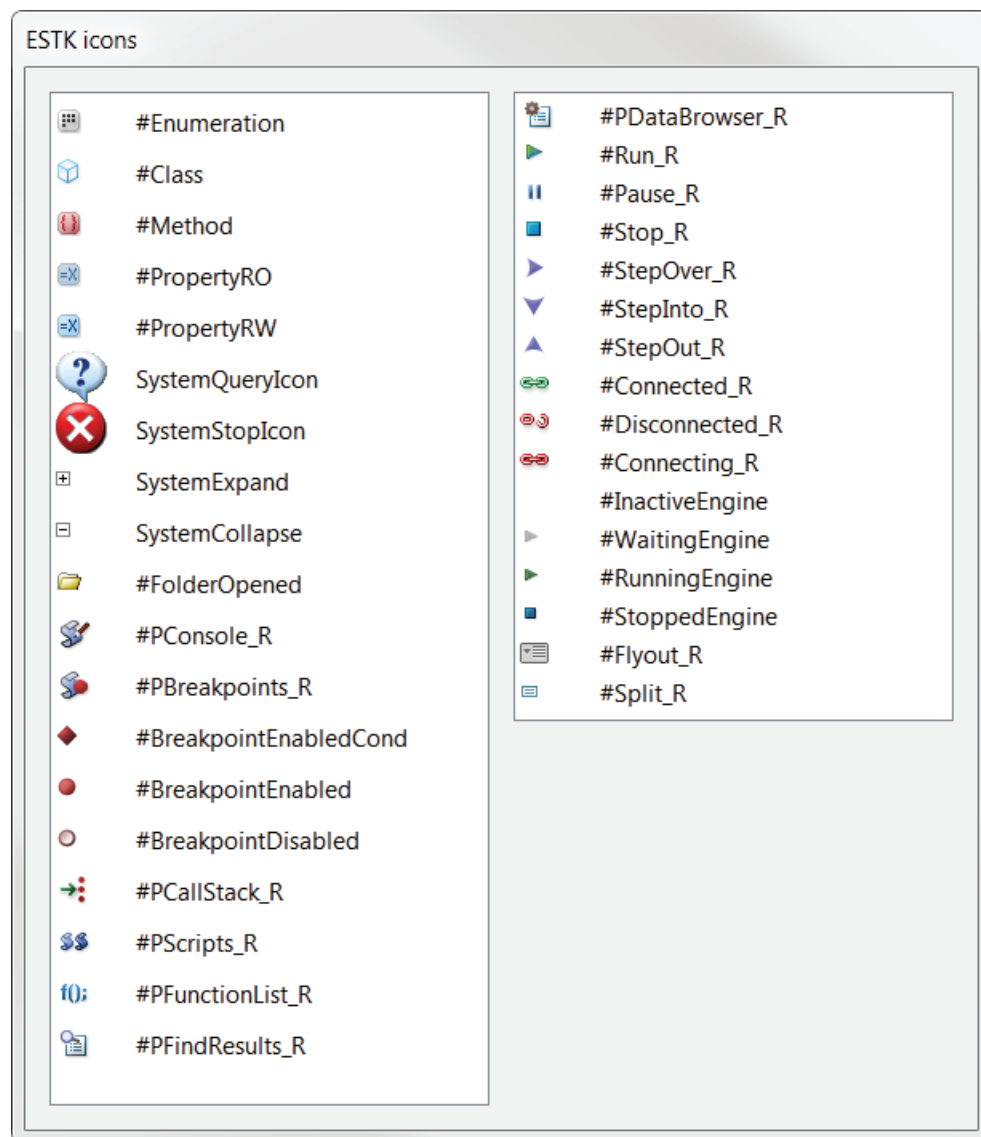 ESTK icons
#Enumeration
#Class
#Method
#PropertyRO
#PropertyRW
SystemQueryIcon
SystemStopIcon
SystemExpand
SystemCollapse
#FolderOpened
#PConsole_R
#PBreakpoints_R
#BreakpointEnabledCond
#BreakpointEnabled
#BreakpointDisabled
#PCallStack_R
#PScripts_R
f(); #PFunctionList_R
#PFindResults_R
#PDataBrowser_R
#Run_R
#Pause_R
#Stop_R
#StepOver_R
#StepInto_R
#StepOut_R
#Connected_R
#Disconnected_R
#Connecting_R
#InactiveEngine
#WaitingEngine
#RunningEngine
#StoppedEngine
#Flyout_R
#Split_R